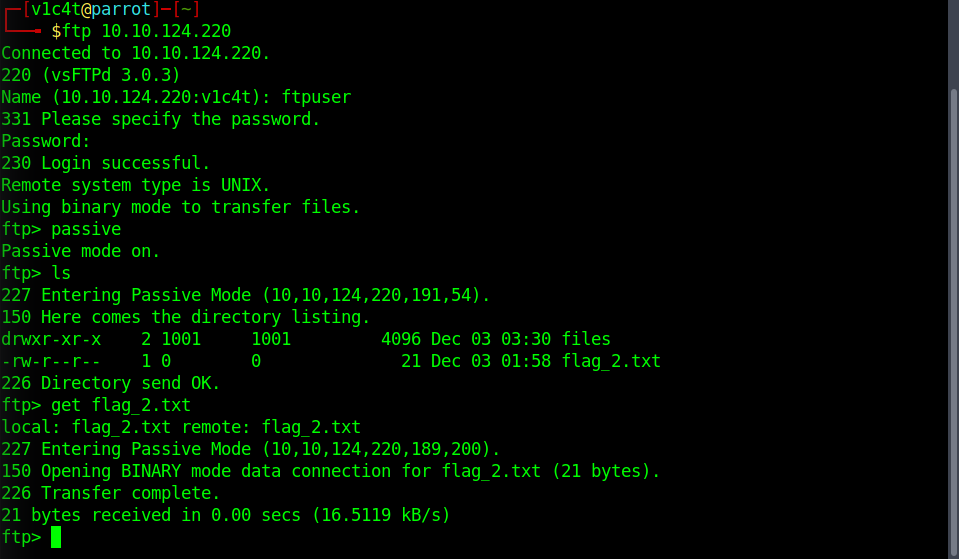 ┌─[v1c4t@parrot]─[~]
└──╼ $ftp 10.10.124.220
Connected to 10.10.124.220.
220 (vsFTPd 3.0.3)
Name (10.10.124.220:v1c4t): ftpuser
331 Please specify the password.
Password:
230 Login successful.
Remote system type is UNIX.
Using binary mode to transfer files.
ftp> passive
Passive mode on.
ftp> ls
227 Entering Passive Mode (10,10,124,220,191,54).
150 Here comes the directory listing.
drwxr-xr-x    2 1001     1001         4096 Dec 03 03:30 files
-rw-r--r--    1 0        0              21 Dec 03 01:58 flag_2.txt
226 Directory send OK.
ftp> get flag_2.txt
local: flag_2.txt remote: flag_2.txt
227 Entering Passive Mode (10,10,124,220,189,200).
150 Opening BINARY mode data connection for flag_2.txt (21 bytes).
226 Transfer complete.
21 bytes received in 0.00 secs (16.5119 kB/s)
ftp>